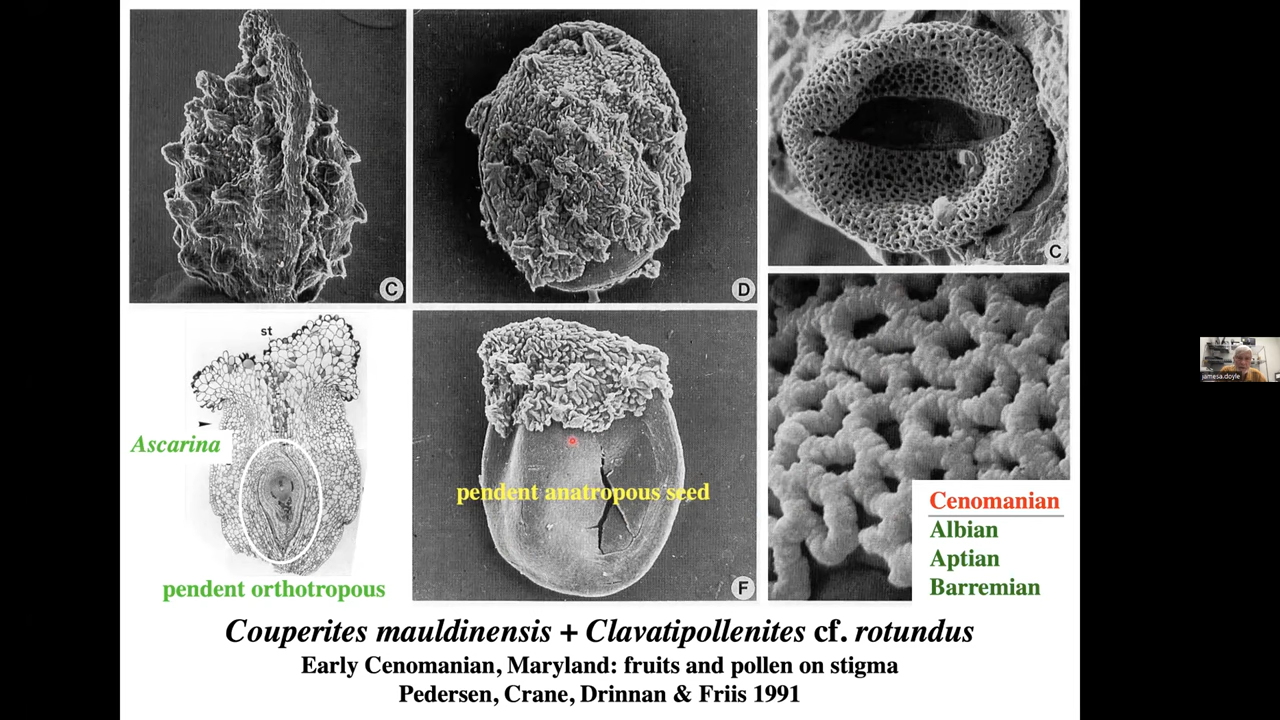 C
D
C
st
Ascarina
pendent orthotropous
pendent anatropous seed
F
Cenomanian
Albian
Aptian
Barremian
Couperites mauldinensis + Clavatipollenites cf. rotundus
Early Cenomanian, Maryland: fruits and pollen on stigma
Pedersen, Crane, Drinnan & Friis 1991
jamesa.doyle